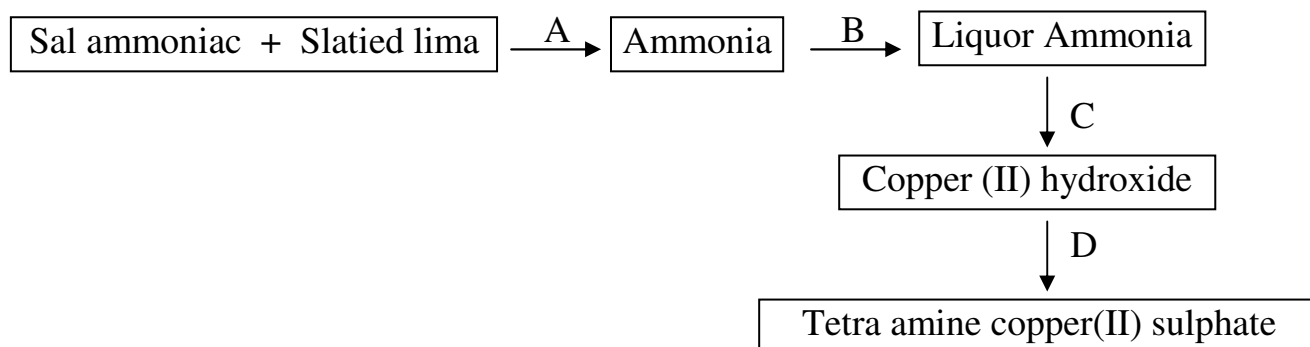 Sal ammoniac + Slatied lima
A
Ammonia
B
Liquor Ammonia
C
Copper (II) hydroxide
D
Tetra amine copper(II) sulphate